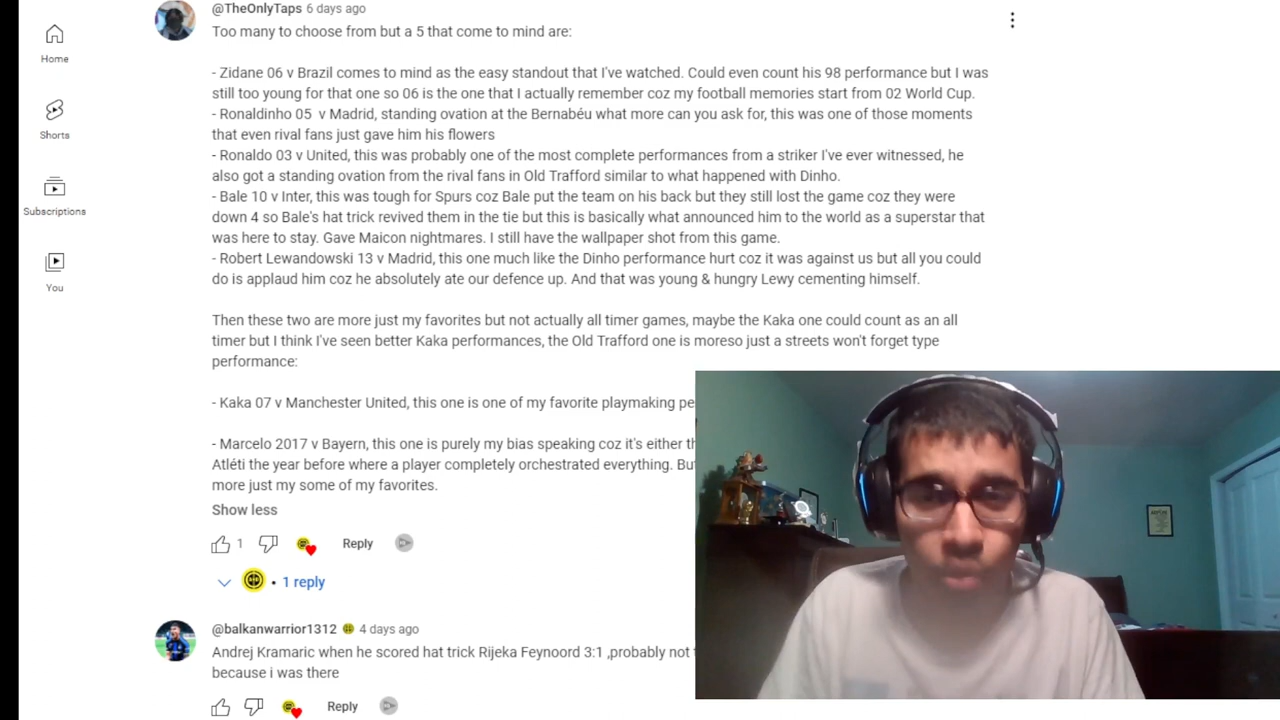 @TheOnlyTaps 6 days ago
Too many to choose from but a 5 that come to mind are:
- Zidane 06 v Brazil comes to mind as the easy standout that I've watched. Could even count his 98 performance but I was
still too young for that one so 06 is the one that I actually remember coz my football memories start from 02 World Cup.
- Ronaldinho 05 v Madrid, standing ovation at the Bernabéu what more can you ask for, this was one of those moments
that even rival fans just gave him his flowers
- Ronaldo 03 v United, this was probably one of the most complete performances from a striker I've ever witnessed, he
also got a standing ovation from the rival fans in Old Trafford similar to what happened with Dinho.
- Bale 10 v Inter, this was tough for Spurs coz Bale put the team on his back but they still lost the game coz they were
down 4 so Bale's hat trick revived them in the tie but this is basically what announced him to the world as a superstar that
was here to stay. Gave Maicon nightmares. I still have the wallpaper shot from this game.
- Robert Lewandowski 13 v Madrid, this one much like the Dinho performance hurt coz it was against us but all you could
do is applaud him coz he absolutely ate our defence up. And that was young & hungry Lewy cementing himself.
Then these two are more just my favorites but not actually all timer games, maybe the Kaka one could count as an all
timer but I think I've seen better Kaka performances, the Old Trafford one is moreso just a streets won't forget type
performance:
- Kaka 07 v Manchester United, this one is one of my favorite playmaking pe
- Marcelo 2017 v Bayern, this one is purely my bias speaking coz it's either th
Atléti the year before where a player completely orchestrated everything. Bu
more just my some of my favorites.
Show less
1 Reply
• 1 reply
@balkanwarrior1312 4 days ago
Andrej Kramaric when he scored hat trick Rijeka Feynoord 3:1 ,probably not
because i was there
Reply
Home
Shorts
Subscriptions
You